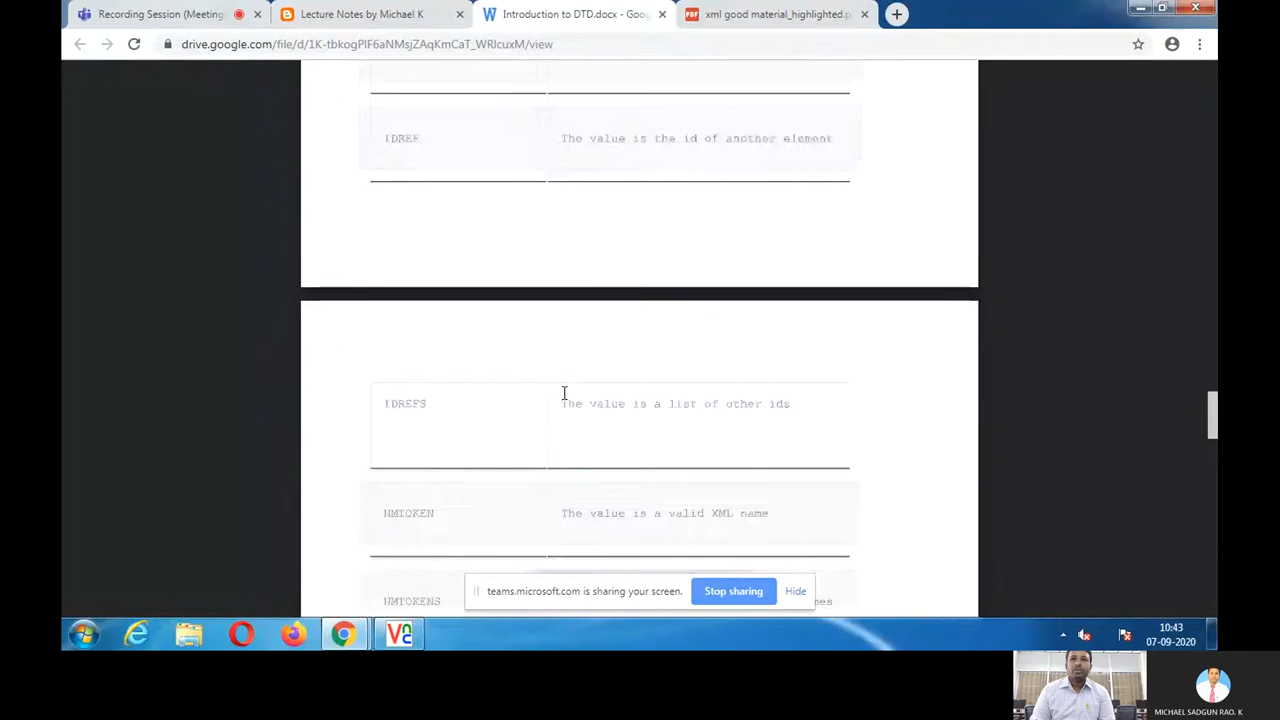 Recording Session (Meeting
Lecture Notes by Michael K
Introduction to DTD.docx - Goog
xml good material_highlighted.p
drive.google.com/file/d/1K-tbkogPIF6aNMsjZAqKmCaT_WRlcuxM/view
IDREF The value is the id of another element
IDREFS The value is a list of other ids
NMTOKEN The value is a valid XML name
NMTOKENS
teams.microsoft.com is sharing your screen. Stop sharing Hide
10:43
07-09-2020
MICHAEL SADGUN RAO. K